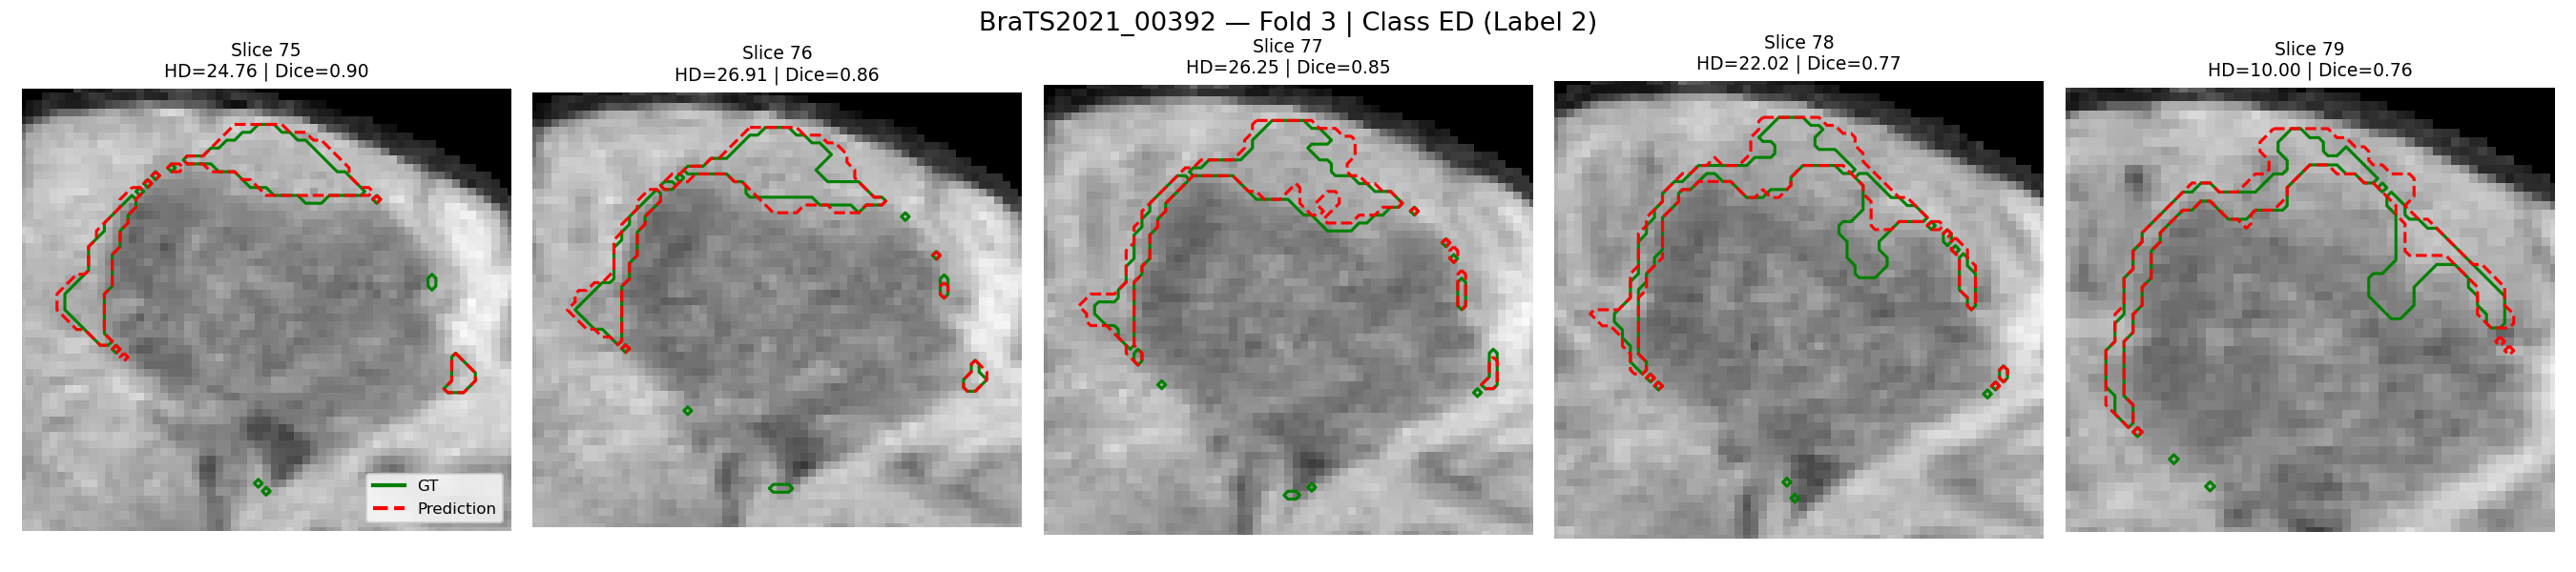 BraTS2021_00392 — Fold 3 | Class ED (Label 2)
Slice 75
HD=24.76 | Dice=0.90
Slice 76
HD=26.91 | Dice=0.86
Slice 77
HD=26.25 | Dice=0.85
Slice 78
HD=22.02 | Dice=0.77
Slice 79
HD=10.00 | Dice=0.76
GT
Prediction